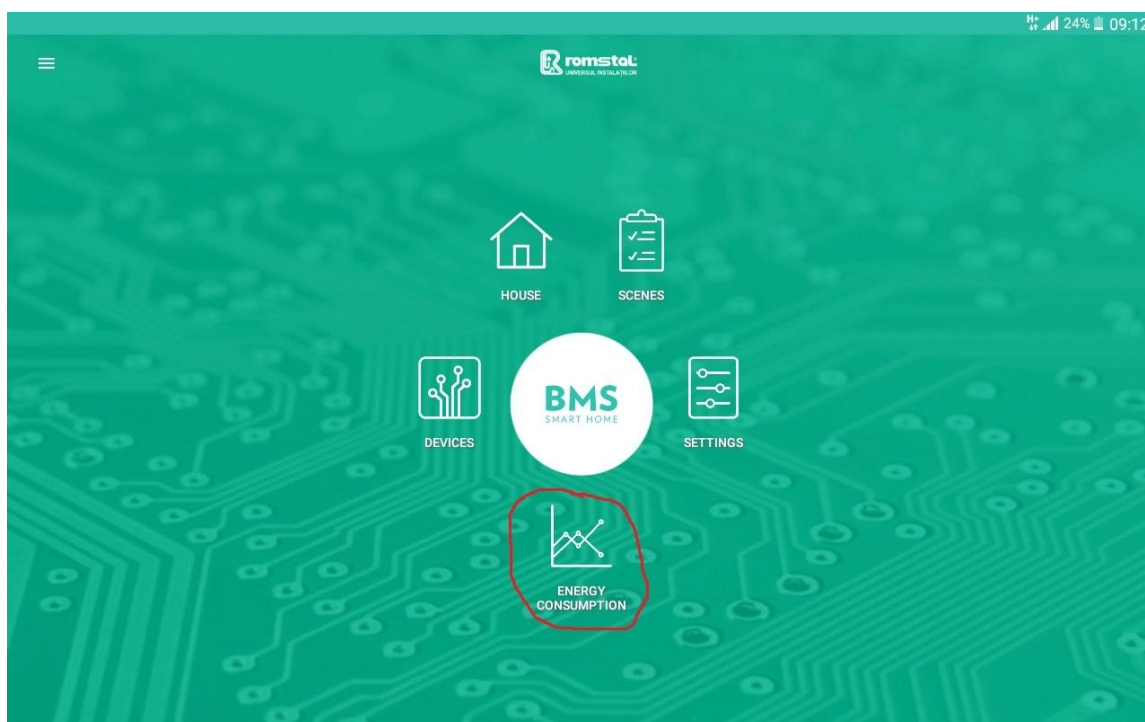 H+ 24% 09:12
romstal
UNIVERSUL INSTALAȚIILOR
HOUSE
SCENES
BMS
SMART HOME
DEVICES
SETTINGS
ENERGY
CONSUMPTION